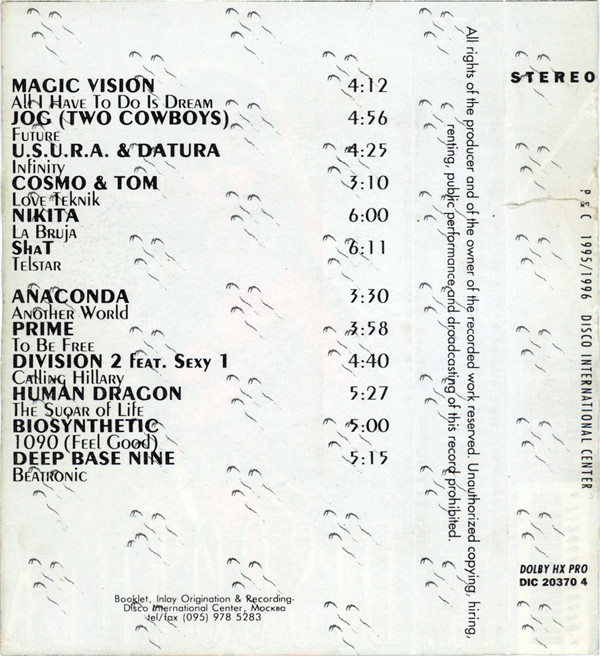 MAGIC VISION 4:12
All I Have To Do Is Dream
JOG (TWO COWBOYS) 4:56
Future
U.S.U.R.A. & DATURA 4:25
Infinity
COSMO & TOM 3:10
Love Teknik
NIKITA 6:00
La Bruja
ShaT 6:11
Telstar
ANACONDA 3:30
Another World
PRIME 3:58
To Be Free
DIVISION 2 feat. Sexy 1 4:40
Calling Hillary
HUMAN DRAGON 5:27
The Sugar of Life
BIOSYNTHETIC 5:00
1090 (Feel Good)
DEEP BASE NINE 5:15
Beatronic
Booklet, Inlay Origination & Recording-
Disco International Center, Москва
tel/fax (095) 978 5283
All rights of the producer and of the owner of the recorded work reserved. Unauthorized copying, hiring,
renting, public performance and droadcasting of this record prohibited.
STEREO
P & C 1995/1996 DISCO INTERNATIONAL CENTER
DOLBY HX PRO
DIC 20370 4